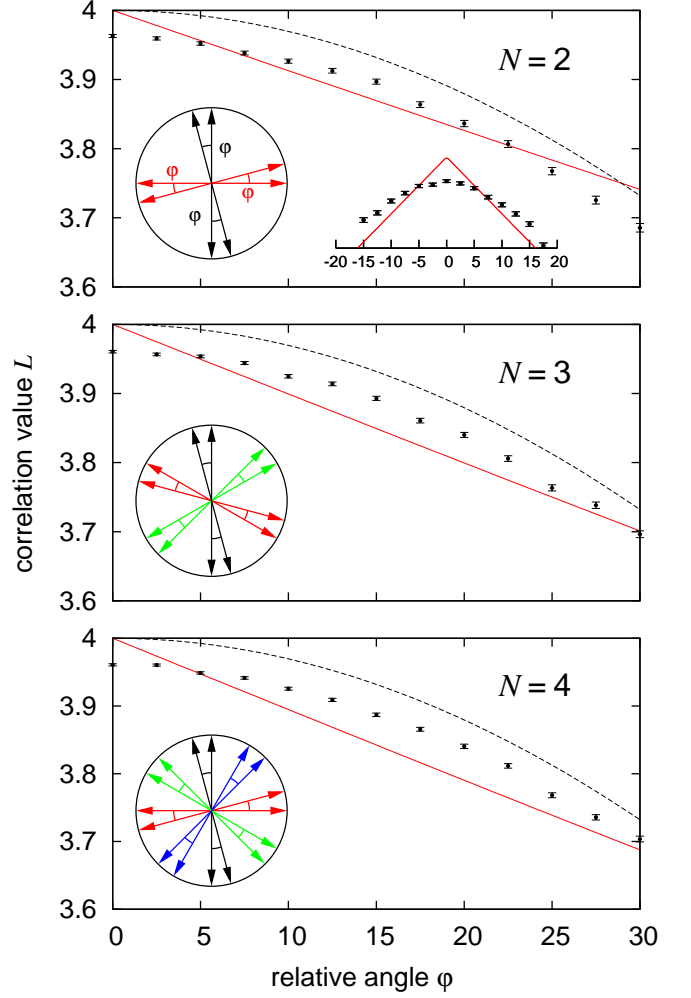 4
3.9
3.8
3.7
3.6
N = 2
φ
φ
φ
φ
-20 -15 -10 -5 0 5 10 15 20
4
3.9
3.8
3.7
3.6
N = 3
correlation value L
4
3.9
3.8
3.7
3.6
N = 4
0 5 10 15 20 25 30
relative angle φ